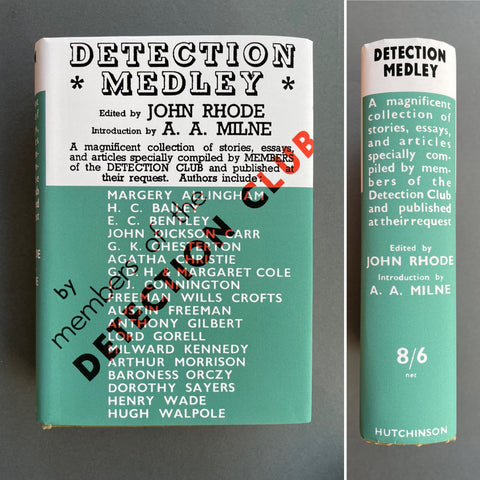 DETECTION
* MEDLEY *
Edited by JOHN RHODE
Introduction by A. A. MILNE
A magnificent collection of stories, essays,
and articles specially compiled by MEMBERS
of the DETECTION CLUB and published at
their request. Authors include:
MARGERY ALLINGHAM
H. C. BAILEY
E. C. BENTLEY
JOHN DICKSON CARR
G. K. CHESTERTON
AGATHA CHRISTIE
G. D. H. & MARGARET COLE
J. J. CONNINGTON
FREEMAN WILLS CROFTS
AUSTIN FREEMAN
ANTHONY GILBERT
LORD GORELL
MILWARD KENNEDY
ARTHUR MORRISON
BARONESS ORCZY
DOROTHY SAYERS
HENRY WADE
HUGH WALPOLE
by
members of the
DETECTION CLUB
DETECTION
MEDLEY
A magnificent
collection of
stories, essays,
and articles
specially com-
piled by mem-
bers of the
Detection Club
and published
at their request
Edited by
JOHN RHODE
Introduction by
A. A. MILNE
8/6
net
HUTCHINSON